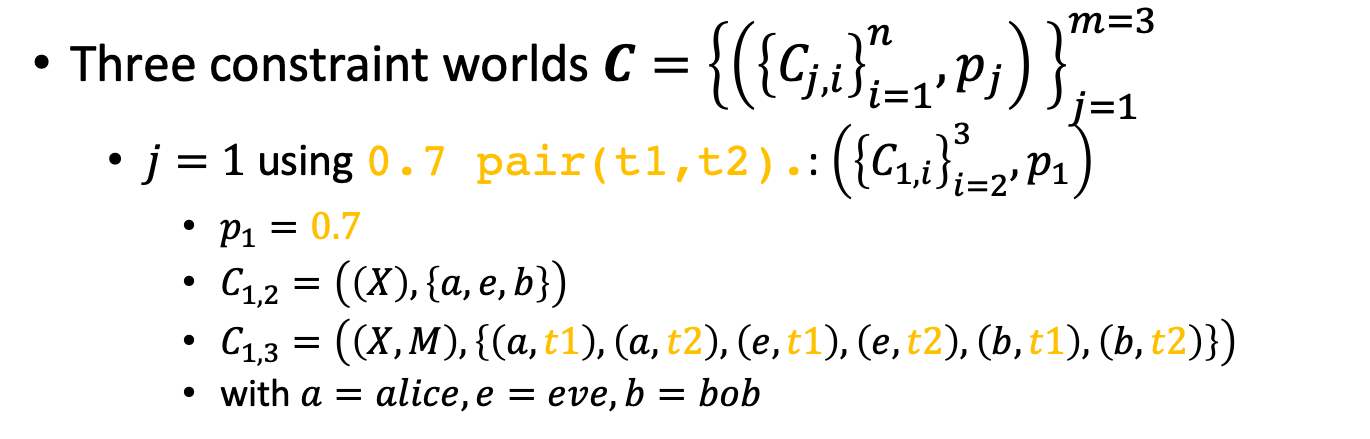 • Three constraint worlds 𝑪 = {({C_{j,i}}_{i=1}^{n}, p_j)}_{j=1}^{m=3}
• j = 1 using 0.7 pair(t1,t2).: ({C_{1,i}}_{i=2}^{3}, p_1)
• p_1 = 0.7
• C_{1,2} = ((X), {a, e, b})
• C_{1,3} = ((X, M), {(a, t1), (a, t2), (e, t1), (e, t2), (b, t1), (b, t2)})
• with a = alice, e = eve, b = bob